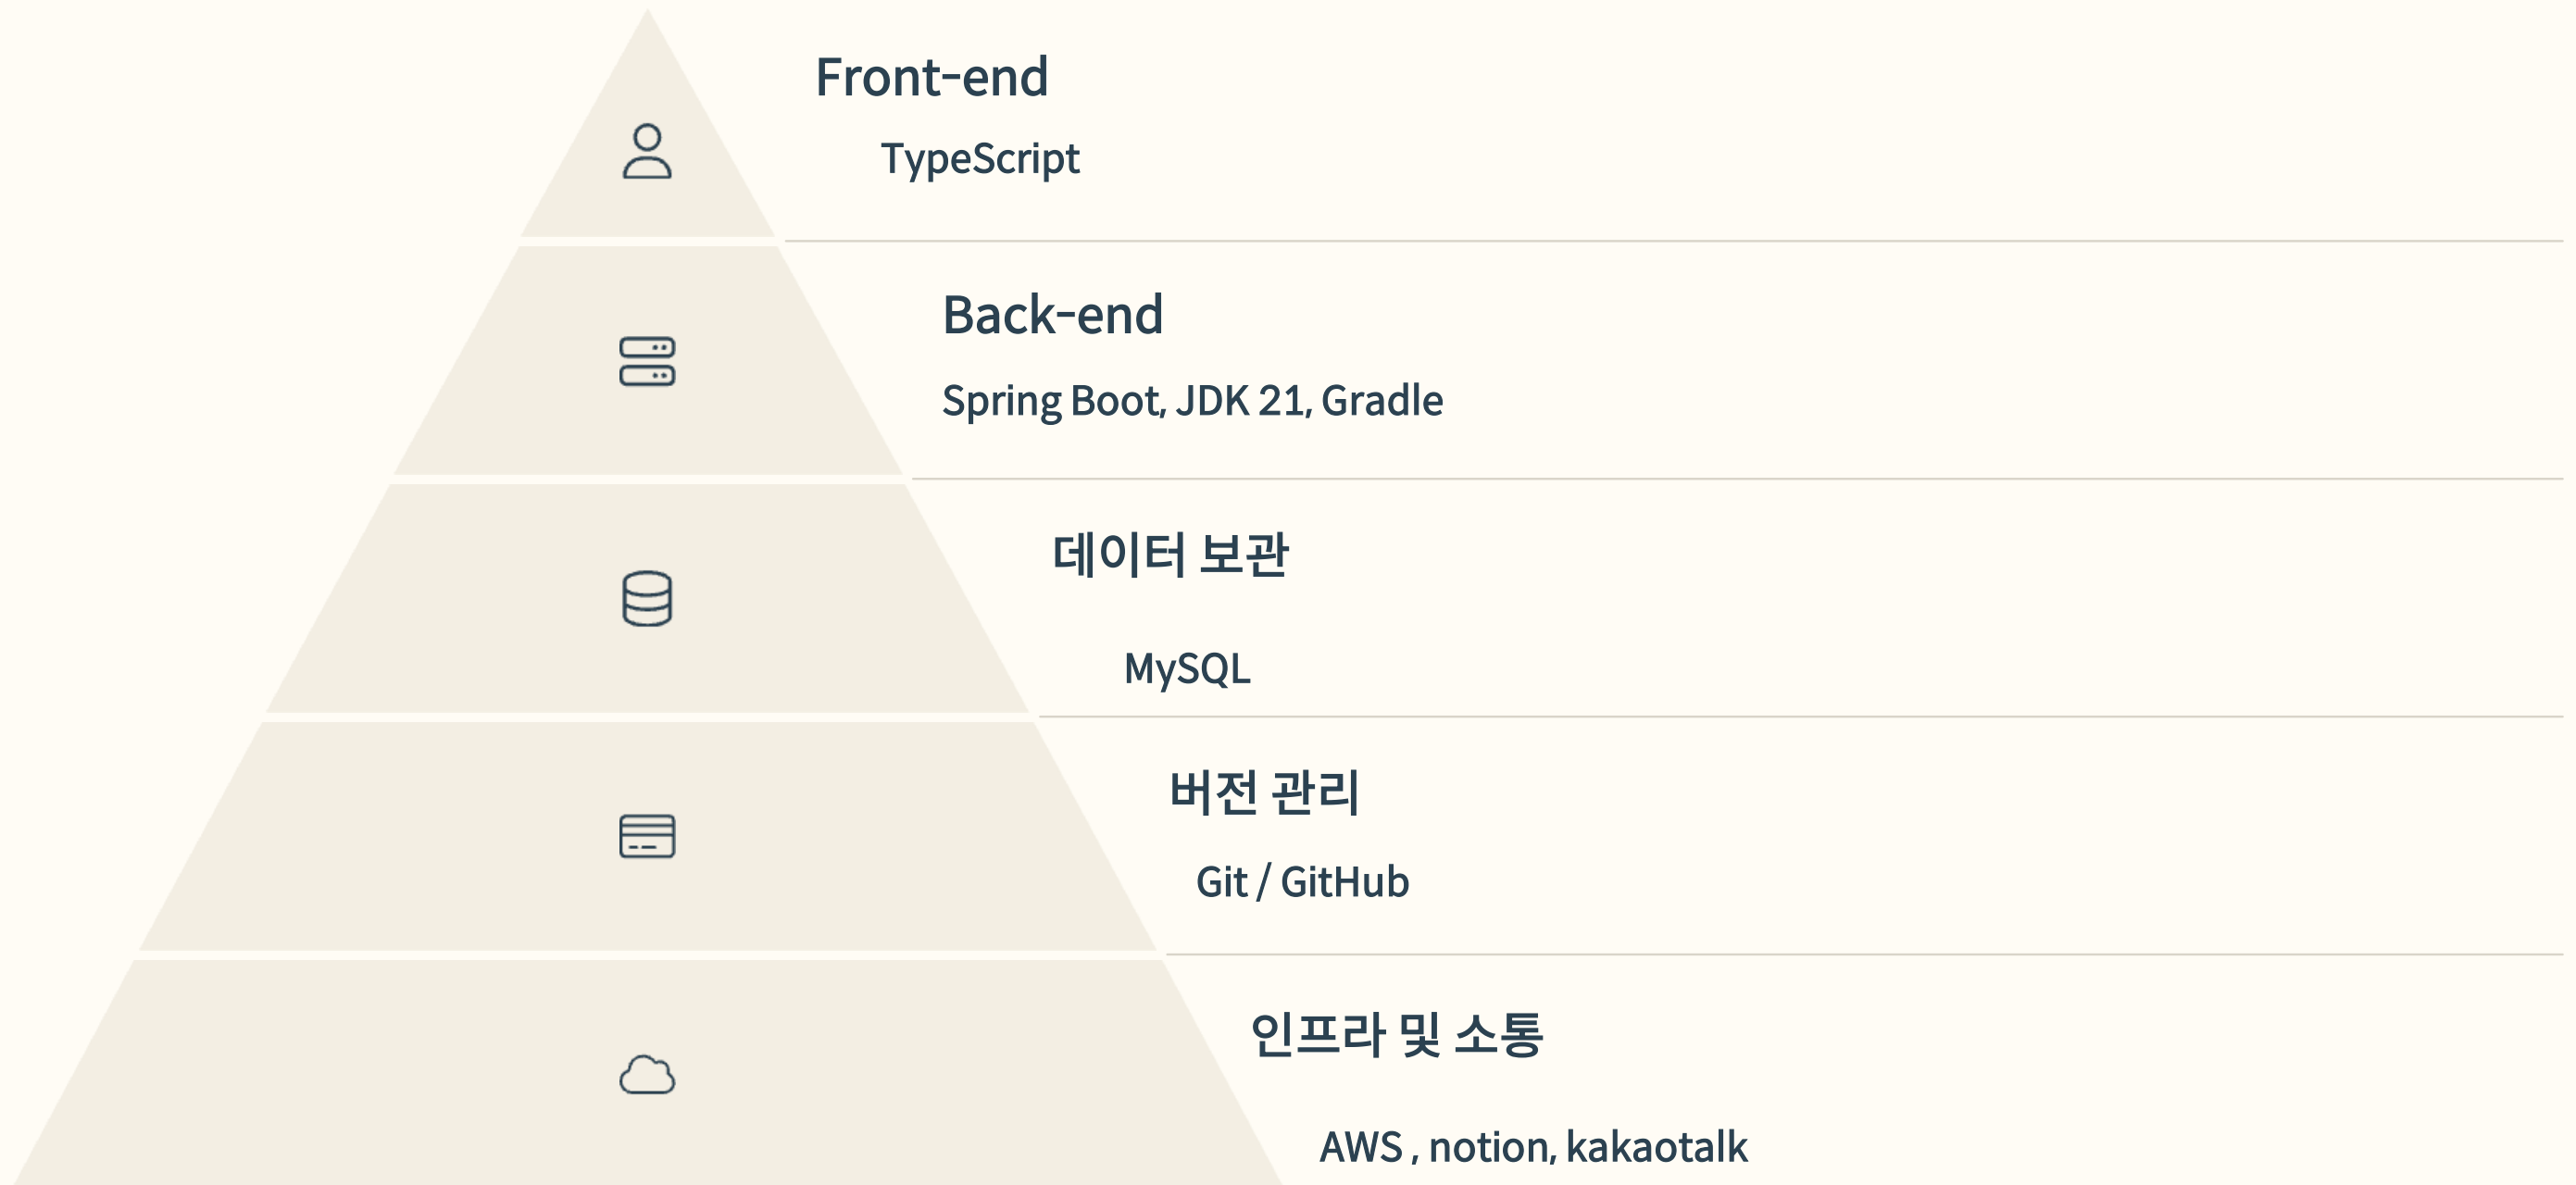 Front-end
TypeScript
Back-end
Spring Boot, JDK 21, Gradle
데이터 보관
MySQL
버전 관리
Git / GitHub
인프라 및 소통
AWS , notion, kakaotalk